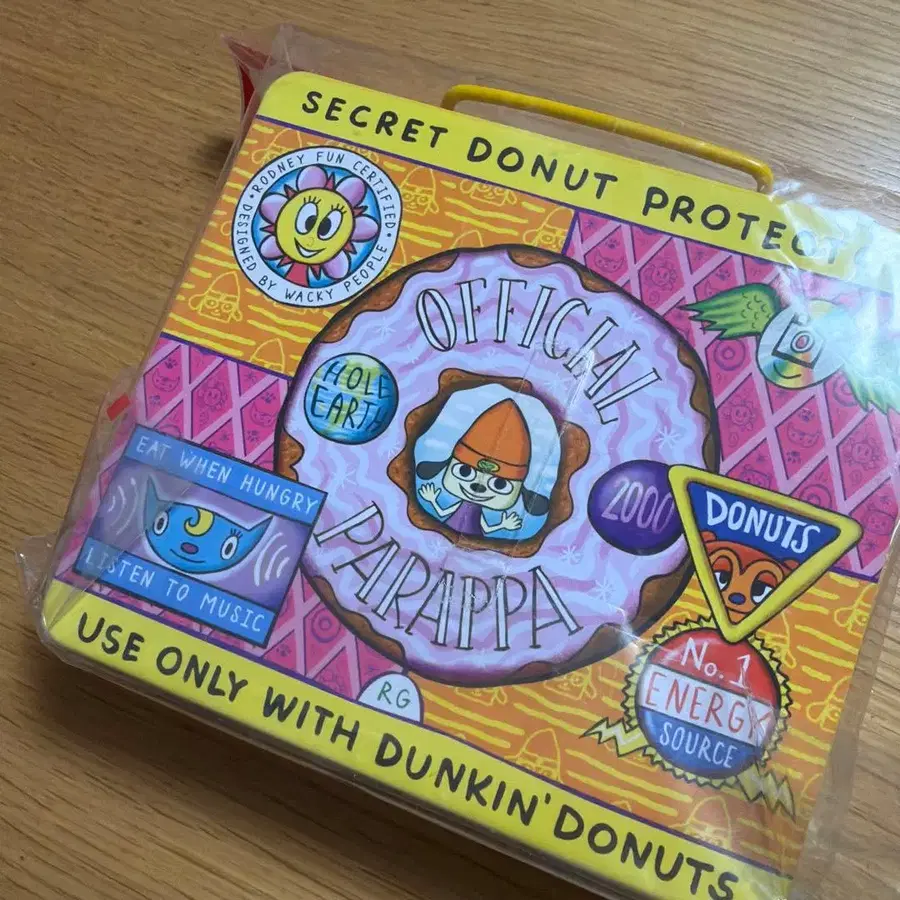 SECRET DONUT PROTECT
RODNEY FUN CERTIFIED
DESIGNED BY WACKY PEOPLE
OFFICIAL
HOLE
EARTH
2000
DONUTS
EAT WHEN HUNGRY
LISTEN TO MUSIC
PARAPPA
No. 1
ENERGY
SOURCE
RG
USE ONLY WITH DUNKIN' DONUTS